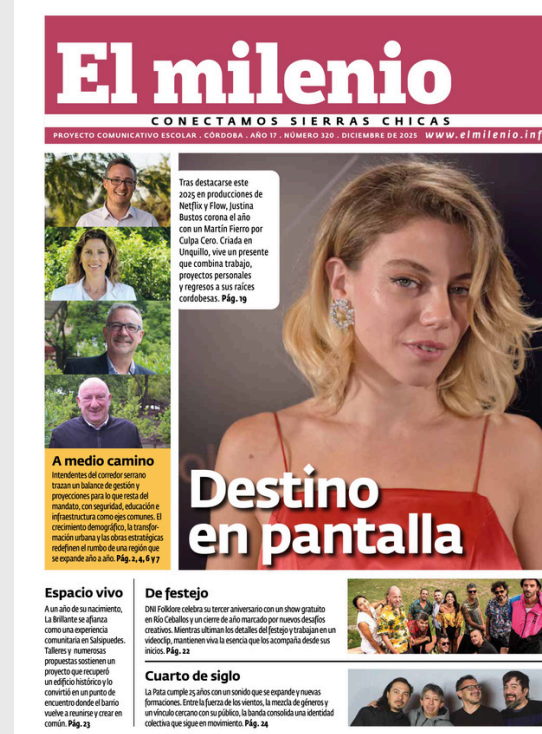 El milenio
CONECTAMOS SIERRAS CHICAS
PROYECTO COMUNICATIVO ESCOLAR . CÓRDOBA . AÑO 17 . NÚMERO 320 . DICIEMBRE DE 2025 www.elmilenio.inf
Tras destacarse este
2025 en producciones de
Netflix y Flow, Justina
Bustos corona el año
con un Martín Fierro por
Culpa Cero. Criada en
Unquillo, vive un presente
que combina trabajo,
proyectos personales
y regresos a sus raíces
cordobesas. Pág. 19
A medio camino
Intendentes del corredor serrano
trazan un balance de gestión y
proyecciones para lo que resta del
mandato, con seguridad, educación e
infraestructura como ejes comunes. El
crecimiento demográfico, la transfor-
mación urbana y las obras estratégicas
redefinen el rumbo de una región que
se expande año a año. Pág. 2, 4, 6 y 7
Destino
en pantalla
Espacio vivo
A un año de su nacimiento,
La Brillante se afianza
como una experiencia
comunitaria en Salsipuedes.
Talleres y numerosas
propuestas sostienen un
proyecto que recuperó
un edificio histórico y lo
convirtió en un punto de
encuentro donde el barrio
vuelve a reunirse y crear en
común. Pág. 23
De festejo
DNI Folklore celebra su tercer aniversario con un show gratuito
en Río Ceballos y un cierre de año marcado por nuevos desafíos
creativos. Mientras ultiman los detalles del festejo y trabajan en un
videoclip, mantienen viva la esencia que los acompaña desde sus
inicios. Pág. 22
Cuarto de siglo
La Pata cumple 25 años con un sonido que se expande y nuevas
formaciones. Entre la fuerza de los vientos, la mezcla de géneros y
un vínculo cercano con su público, la banda consolida una identidad
colectiva que sigue en movimiento. Pág. 24